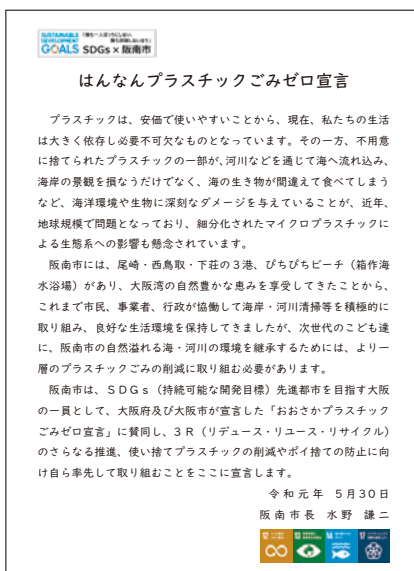 SUSTAINABLE
DEVELOPMENT
GOALS
SDGs×阪南市
はんなんプラスチックごみゼロ宣言
プラスチックは、安価で使いやすいことから、現在、私たちの生活
は大きく依存し必要不可欠なものとなっています。その一方、不用意
に捨てられたプラスチックの一部が、河川などを通じて海へ流れ込み、
海岸の景観を損なうだけでなく、海の生き物が間違えて食べてしまう
など、海洋環境や生物に深刻なダメージを与えていることが、近年、
地球規模で問題となっており、細分化されたマイクロプラスチックに
よる生態系への影響も懸念されています。
阪南市には、尾崎・西鳥取・下荘の3港、ぴちぴちビーチ（箱作海
水浴場）があり、大阪湾の自然豊かな恵みを享受してきたことから、
これまで市民、事業者、行政が協働して海岸・河川清掃等を積極的に
取り組み、良好な生活環境を保持してきましたが、次世代のこども達
に、阪南市の自然溢れる海・河川の環境を継承するためには、より一
層のプラスチックごみの削減に取り組む必要があります。
阪南市は、SDGs（持続可能な開発目標）先進都市を目指す大阪
の一員として、大阪府及び大阪市が宣言した「おおさかプラスチック
ごみゼロ宣言」に賛同し、3R（リデュース・リユース・リサイクル）
のさらなる推進、使い捨てプラスチックの削減やポイ捨ての防止に向
け自ら率先して取り組むことをここに宣言します。
令和元年 5月30日
阪南市長 水野 謙二
12
13
14
17